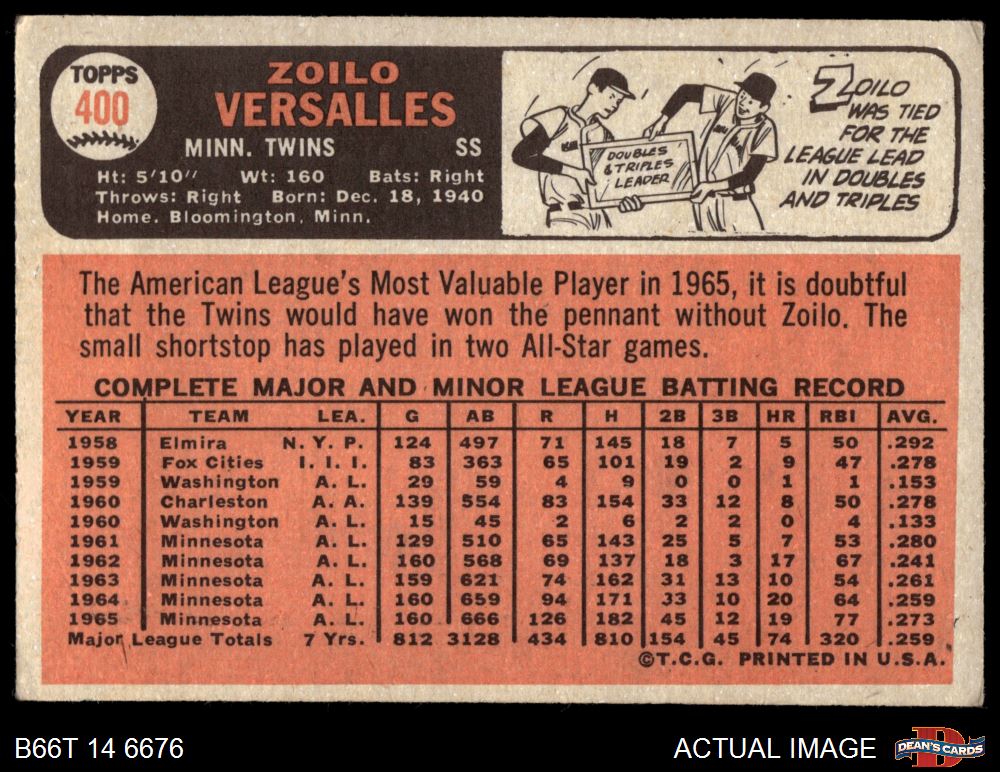 TOPPS
400
ZOILO
VERSALLES
MINN. TWINS SS
Ht: 5'10" Wt: 160 Bats: Right
Throws: Right Born: Dec. 18, 1940
Home. Bloomington, Minn.
DOUBLES
& TRIPLES
LEADER
ZOILO
WAS TIED
FOR THE
LEAGUE LEAD
IN DOUBLES
AND TRIPLES
The American League's Most Valuable Player in 1965, it is doubtful
that the Twins would have won the pennant without Zoilo. The
small shortstop has played in two All-Star games.
COMPLETE MAJOR AND MINOR LEAGUE BATTING RECORD
YEAR TEAM LEA. G AB R H 2B 3B HR RBI AVG.
1958 Elmira N. Y. P. 124 497 71 145 18 7 5 50 .292
1959 Fox Cities I. I. I. 83 363 65 101 19 2 9 47 .278
1959 Washington A. L. 29 59 4 9 0 0 1 1 .153
1960 Charleston A. A. 139 554 83 154 33 12 8 50 .278
1960 Washington A. L. 15 45 2 6 2 2 0 4 .133
1961 Minnesota A. L. 129 510 65 143 25 5 7 53 .280
1962 Minnesota A. L. 160 568 69 137 18 3 17 67 .241
1963 Minnesota A. L. 159 621 74 162 31 13 10 54 .261
1964 Minnesota A. L. 160 659 94 171 33 10 20 64 .259
1965 Minnesota A. L. 160 666 126 182 45 12 19 77 .273
Major League Totals 7 Yrs. 812 3128 434 810 154 45 74 320 .259
©T.C.G. PRINTED IN U.S.A.
B66T 14 6676 ACTUAL IMAGE DEAN'S CARDS